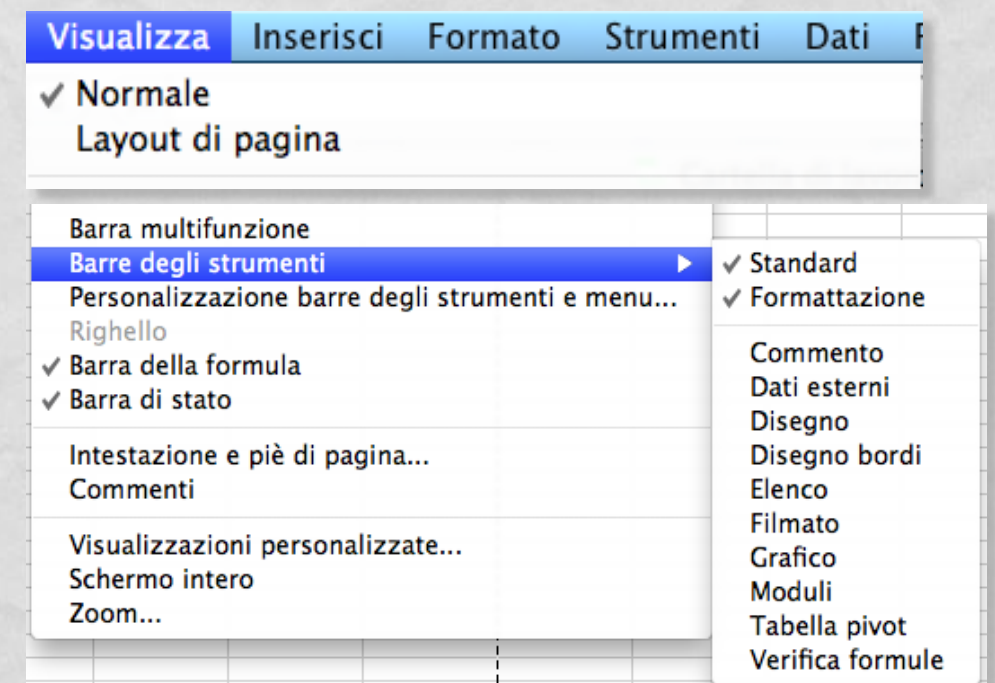 Visualizza Inserisci Formato Strumenti Dati
✓ Normale
Layout di pagina
Barra multifunzione
Barre degli strumenti ▶
Personalizzazione barre degli strumenti e menu...
Righello
✓ Barra della formula
✓ Barra di stato
Intestazione e piè di pagina...
Commenti
Visualizzazioni personalizzate...
Schermo intero
Zoom...
✓ Standard
✓ Formattazione
Commento
Dati esterni
Disegno
Disegno bordi
Elenco
Filmato
Grafico
Moduli
Tabella pivot
Verifica formule